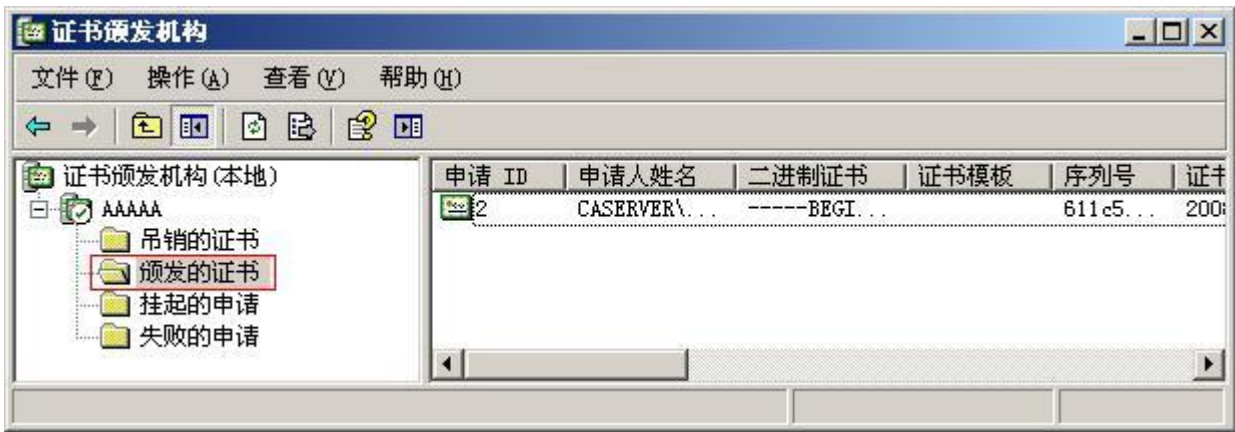 证书颁发机构
文件(F) 操作(A) 查看(V) 帮助(H)
证书颁发机构(本地)
AAAAA
吊销的证书
颁发的证书
挂起的申请
失败的申请
申请 ID 申请人姓名 二进制证书 证书模板 序列号 证书
2 CASERVER\... -----BEGI... 611c5... 2008